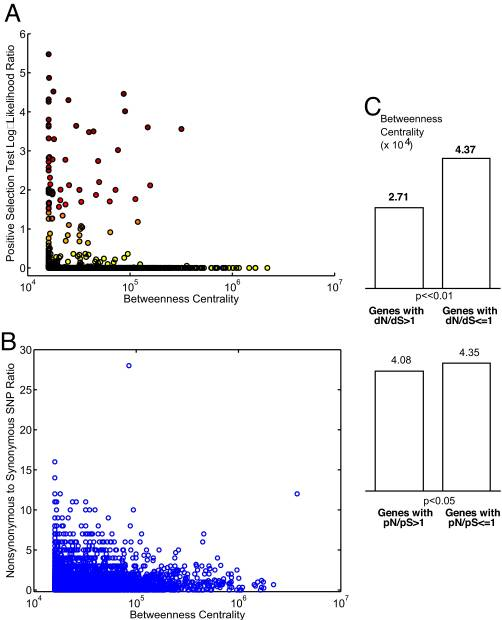 A
Positive Selection Test Log Likelihood Ratio
6
5
4
3
2
1
0
10^4 10^5 10^6 10^7
Betweenness Centrality
B
Nonsynonymous to Synonymous SNP Ratio
30
25
20
15
10
5
0
10^4 10^5 10^6 10^7
Betweenness Centrality
C
Betweenness
Centrality
(x 10^4)
2.71 4.37
p<<0.01
Genes with dN/dS>1
Genes with dN/dS<=1
4.08 4.35
p<0.05
Genes with pN/pS>1
Genes with pN/pS<=1